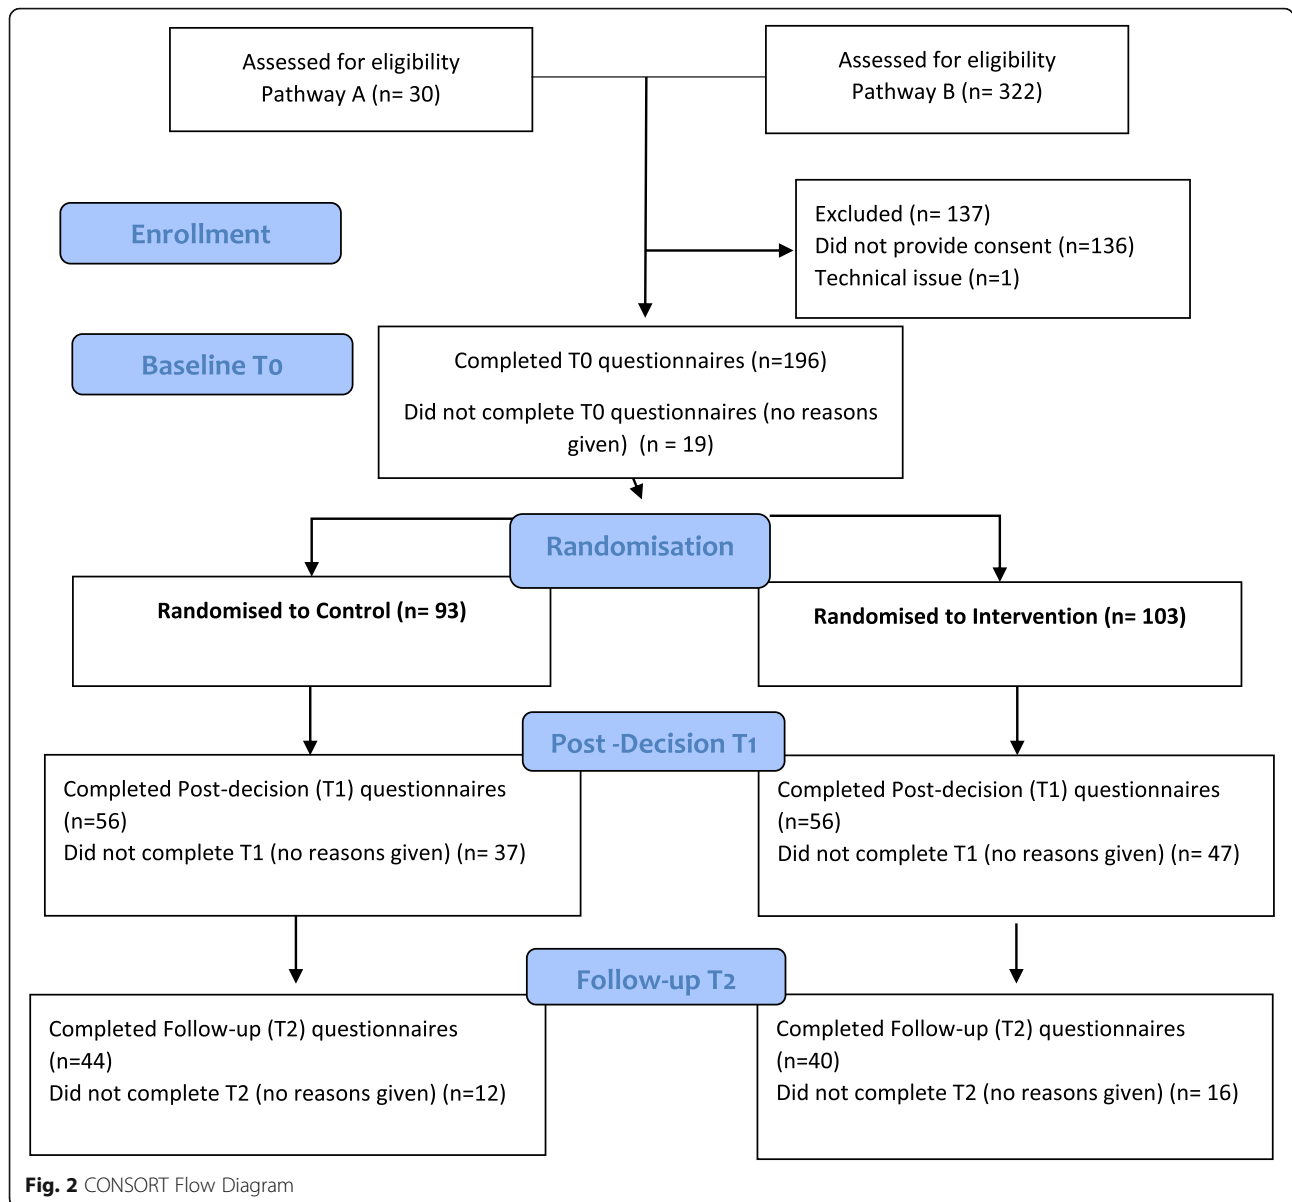 Assessed for eligibility
Pathway A (n= 30)
Assessed for eligibility
Pathway B (n= 322)
Enrollment
Excluded (n= 137)
Did not provide consent (n=136)
Technical issue (n=1)
Baseline T0
Completed T0 questionnaires (n=196)
Did not complete T0 questionnaires (no reasons
given)  (n = 19)
Randomisation
Randomised to Control (n= 93)
Randomised to Intervention (n= 103)
Post -Decision T1
Completed Post-decision (T1) questionnaires
(n=56)
Did not complete T1 (no reasons given) (n= 37)
Completed Post-decision (T1) questionnaires
(n=56)
Did not complete T1 (no reasons given) (n= 47)
Follow-up T2
Completed Follow-up (T2) questionnaires
(n=44)
Did not complete T2 (no reasons given) (n=12)
Completed Follow-up (T2) questionnaires
(n=40)
Did not complete T2 (no reasons given) (n= 16)
Fig. 2 CONSORT Flow Diagram